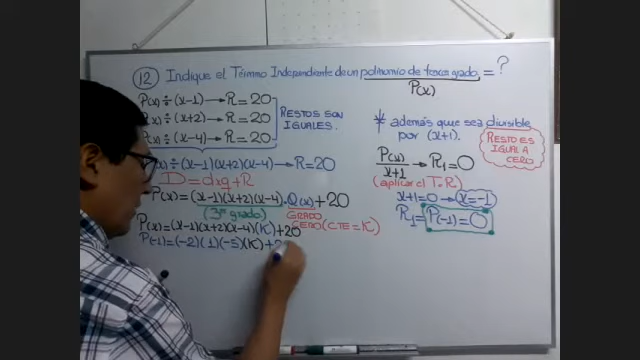 12 Indique el Término Independiente de un polinomio de tercer grado = ?
P(x)
P(x) ÷ (x-1) → R = 20
P(x) ÷ (x+2) → R = 20
P(x) ÷ (x-4) → R = 20
RESTOS SON
IGUALES.
P(x) ÷ (x-1)(x+2)(x-4) → R = 20
D = dxq + R
P(x) = (x-1)(x+2)(x-4) . Q(x) + 20
(3er grado)
GRADO
CERO (CTE = K)
P(x) = (x-1)(x+2)(x-4)(K) + 20
P(-1) = (-2)(1)(-5)(K) +
* además que sea divisible
por (x+1).
RESTO ES
IGUAL A
CERO
P(x)
x+1 → R1 = 0
(aplicar el T=R.)
x+1 = 0 → x = -1
R1 = P(-1) = 0